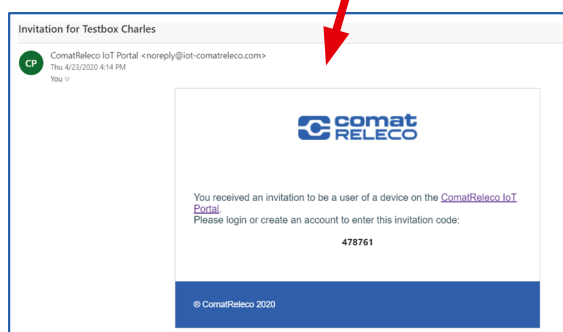 Invitation for Testbox Charles
CP
ComatReleco IoT Portal <noreply@iot-comatreleco.com>
Thu 4/23/2020 4:14 PM
You
comat
RELECO
You received an invitation to be a user of a device on the ComatReleco IoT
Portal.
Please login or create an account to enter this invitation code:
478761
® ComatReleco 2020